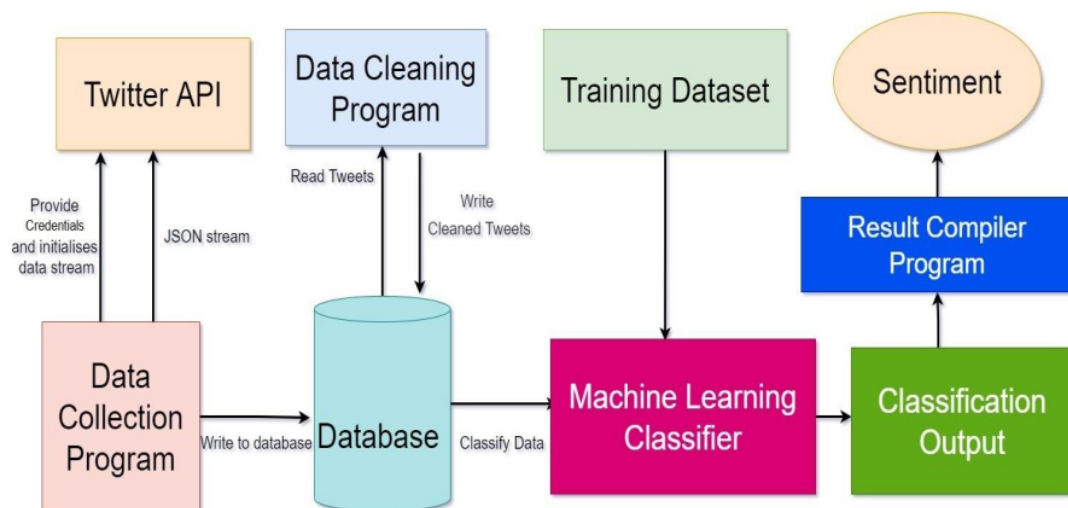 Twitter API
Data Cleaning
Program
Training Dataset
Sentiment
Provide
Credentials
and initialises
data stream
JSON stream
Read Tweets
Write
Cleaned Tweets
Result Compiler
Program
Data
Collection
Program
Write to database
Database
Classify Data
Machine Learning
Classifier
Classification
Output